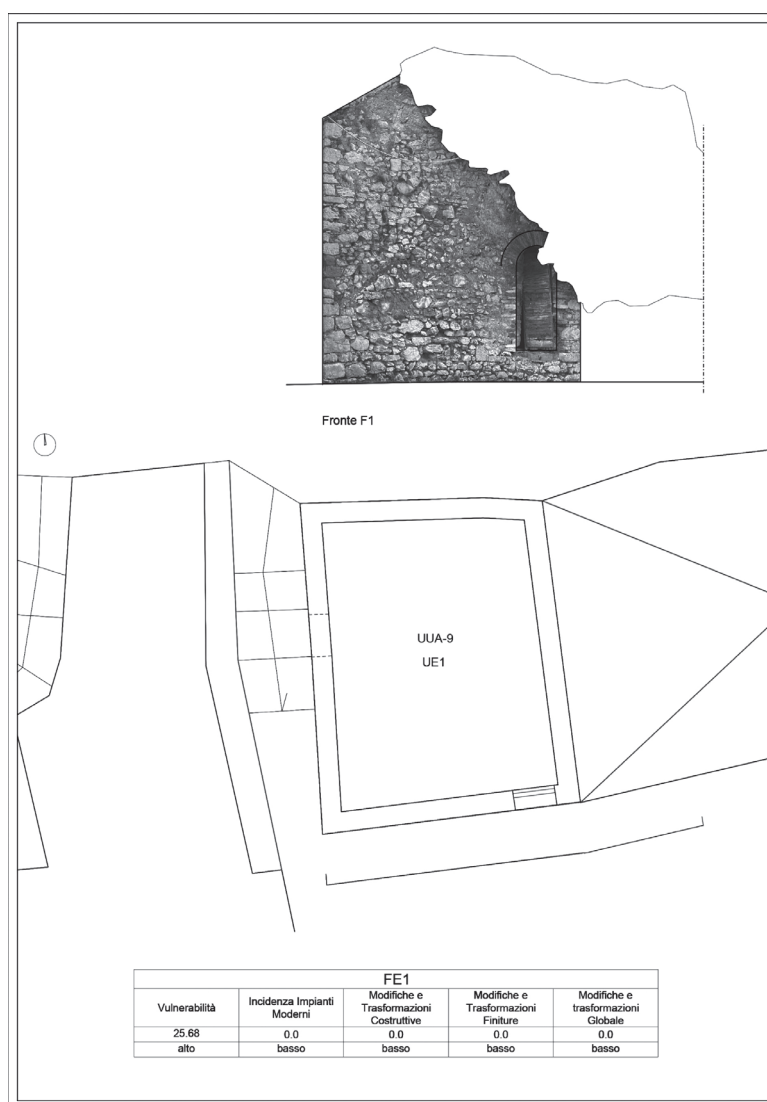 Fronte F1
UUA-9
UE1
FE1
Vulnerabilità
Incidenza Impianti
Moderni
Modifiche e
Trasformazioni
Costruttive
Modifiche e
Trasformazioni
Finiture
Modifiche e
trasformazioni
Globale
25.68 0.0 0.0 0.0 0.0
alto basso basso basso basso